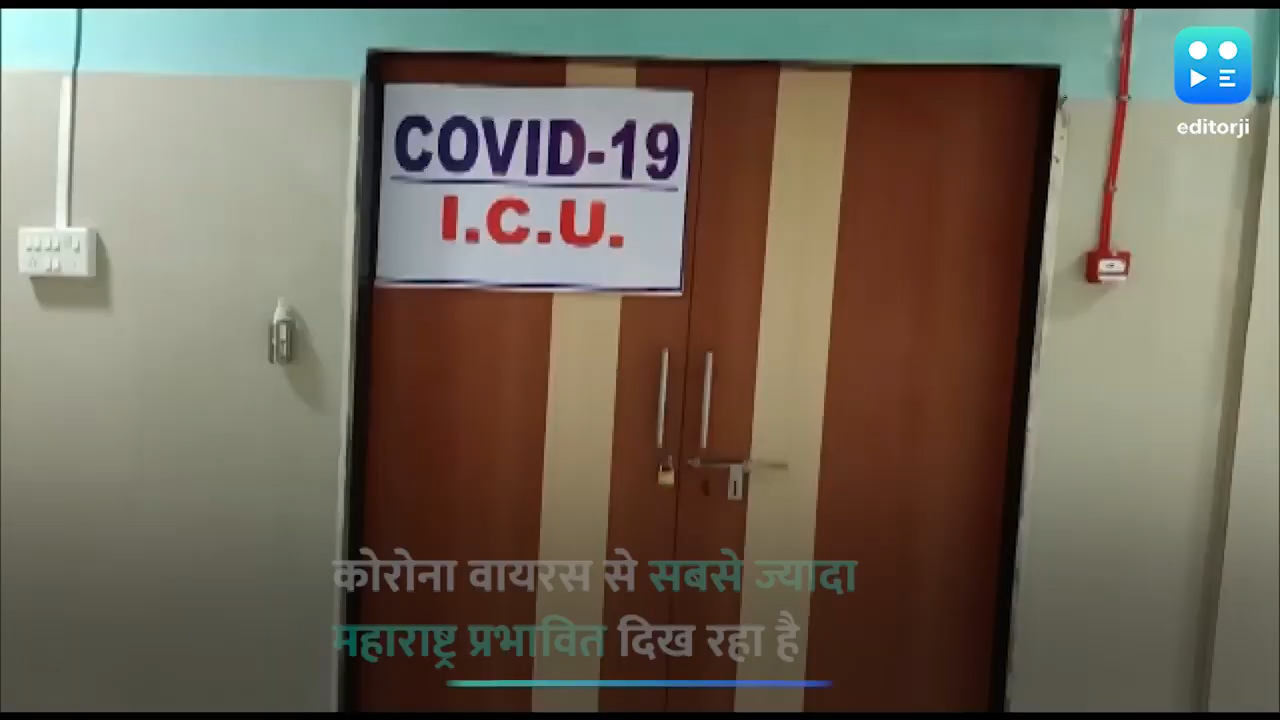 editorji
COVID-19
I.C.U.
कोरोना वायरस से सबसे ज्यादा
महाराष्ट्र प्रभावित दिख रहा है